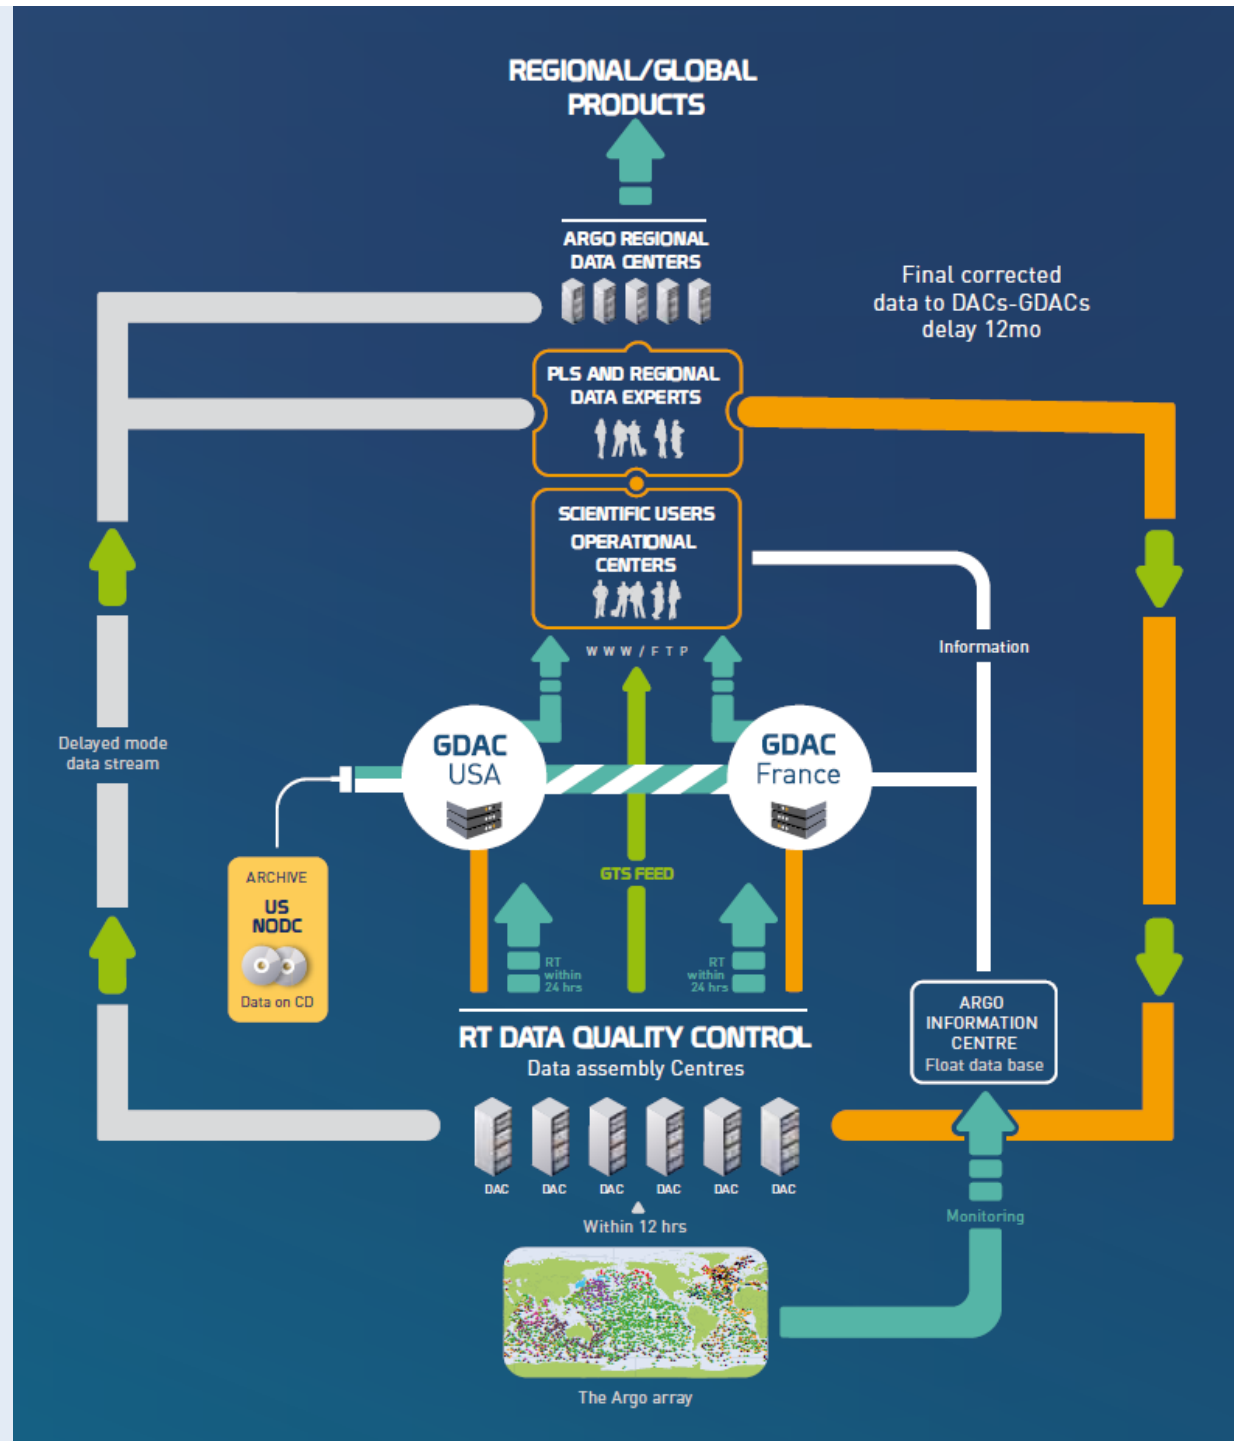 REGIONAL/GLOBAL
PRODUCTS
ARGO REGIONAL
DATA CENTERS
Final corrected
data to DACs-GDACs
delay 12mo
PLS AND REGIONAL
DATA EXPERTS
SCIENTIFIC USERS
OPERATIONAL
CENTERS
WWW/FTP
Information
Delayed mode
data stream
GDAC
USA
GDAC
France
GTS FEED
ARCHIVE
US
NODC
Data on CD
RT
within
24 hrs
RT
within
24 hrs
ARGO
INFORMATION
CENTRE
Float data base
RT DATA QUALITY CONTROL
Data assembly Centres
DAC DAC DAC DAC DAC DAC
Within 12 hrs
Monitoring
The Argo array